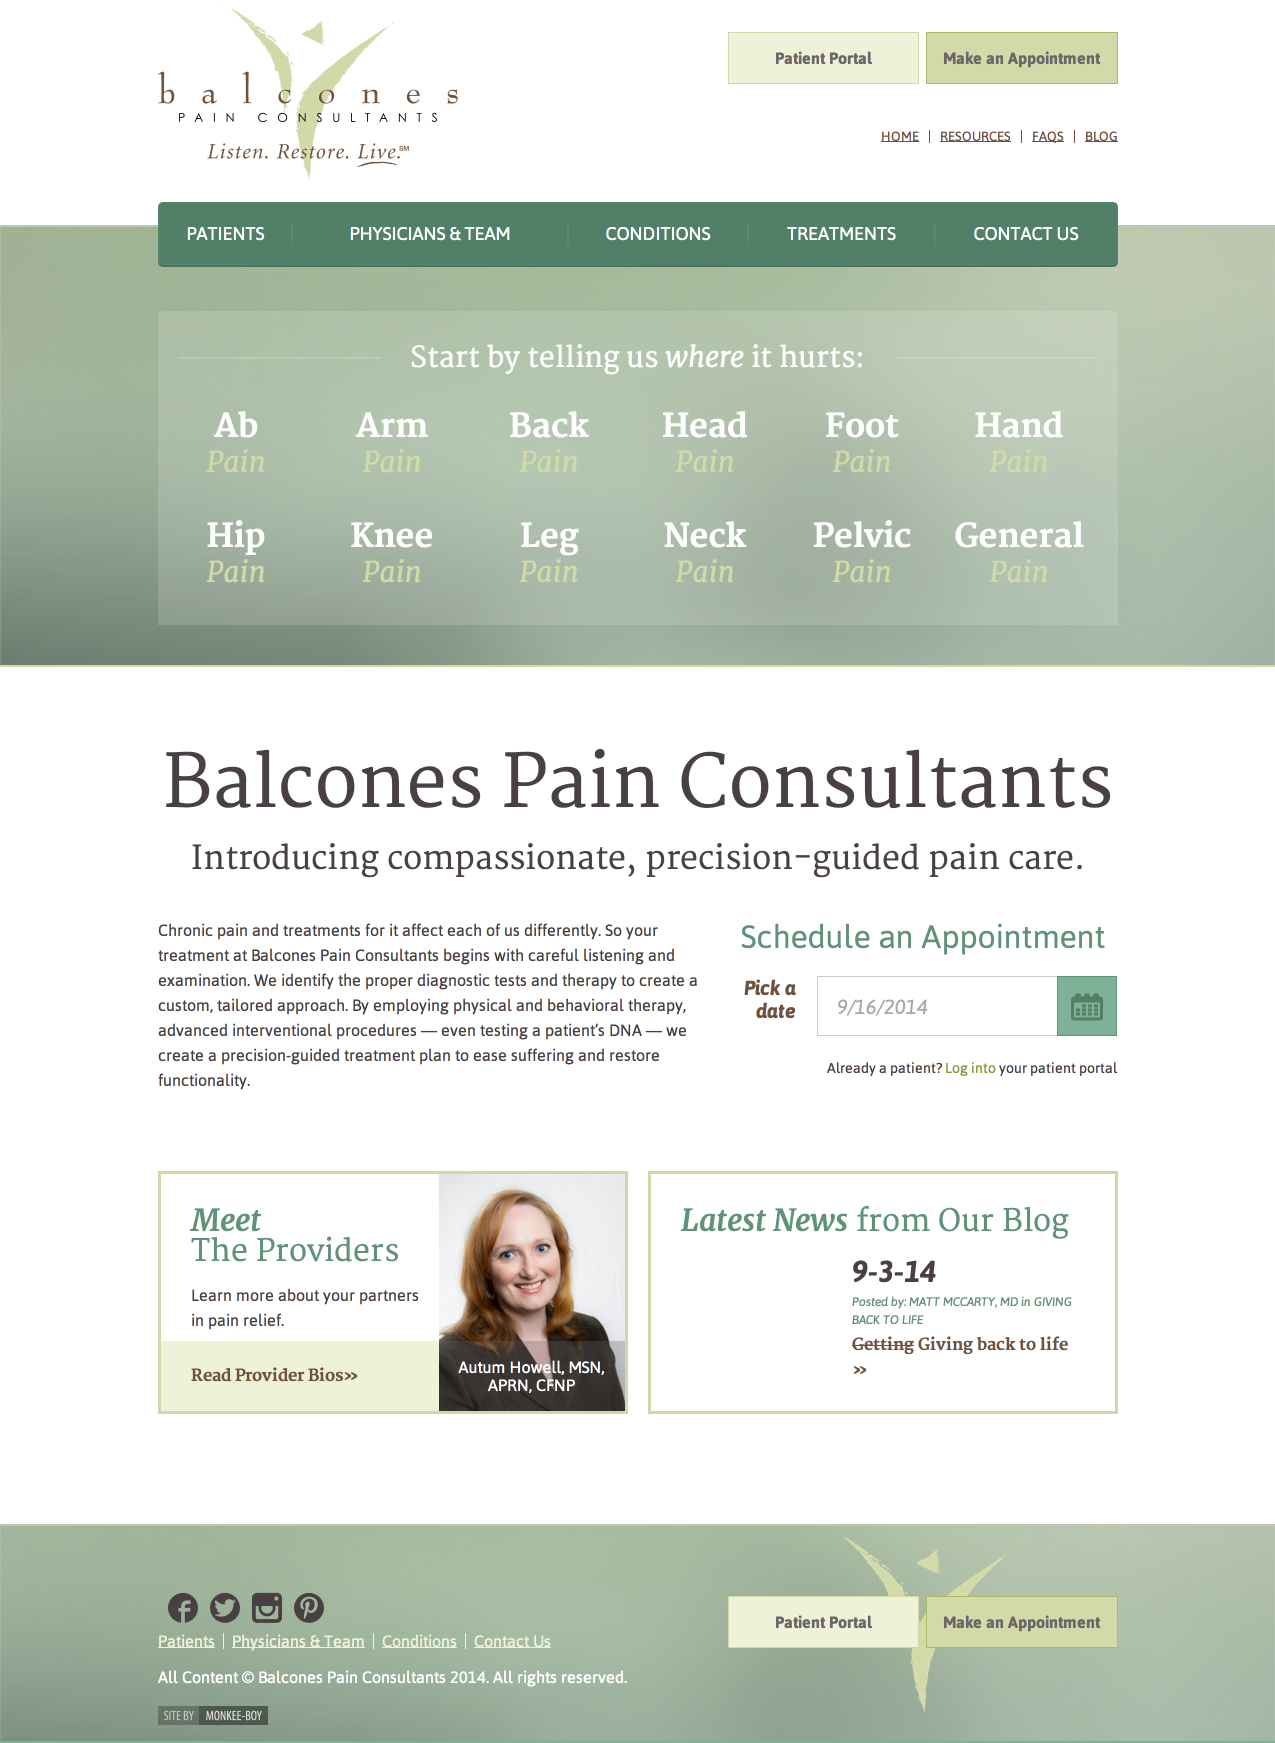 balcones
PAIN CONSULTANTS
Listen. Restore. Live.℠
Patient Portal
Make an Appointment
HOME | RESOURCES | FAQS | BLOG
PATIENTS
PHYSICIANS & TEAM
CONDITIONS
TREATMENTS
CONTACT US
Start by telling us where it hurts:
Ab Pain
Arm Pain
Back Pain
Head Pain
Foot Pain
Hand Pain
Hip Pain
Knee Pain
Leg Pain
Neck Pain
Pelvic Pain
General Pain
Balcones Pain Consultants
Introducing compassionate, precision-guided pain care.
Chronic pain and treatments for it affect each of us differently. So your
treatment at Balcones Pain Consultants begins with careful listening and
examination. We identify the proper diagnostic tests and therapy to create a
custom, tailored approach. By employing physical and behavioral therapy,
advanced interventional procedures — even testing a patient’s DNA — we
create a precision-guided treatment plan to ease suffering and restore
functionality.
Schedule an Appointment
Pick a
date
9/16/2014
Already a patient? Log into your patient portal
Meet
The Providers
Learn more about your partners
in pain relief.
Read Provider Bios»
Autum Howell, MSN,
APRN, CFNP
Latest News from Our Blog
9-3-14
Posted by: MATT MCCARTY, MD in GIVING
BACK TO LIFE
Getting Giving back to life
»
Patients | Physicians & Team | Conditions | Contact Us
All Content © Balcones Pain Consultants 2014. All rights reserved.
SITE BY MONKEE-BOY
Patient Portal
Make an Appointment